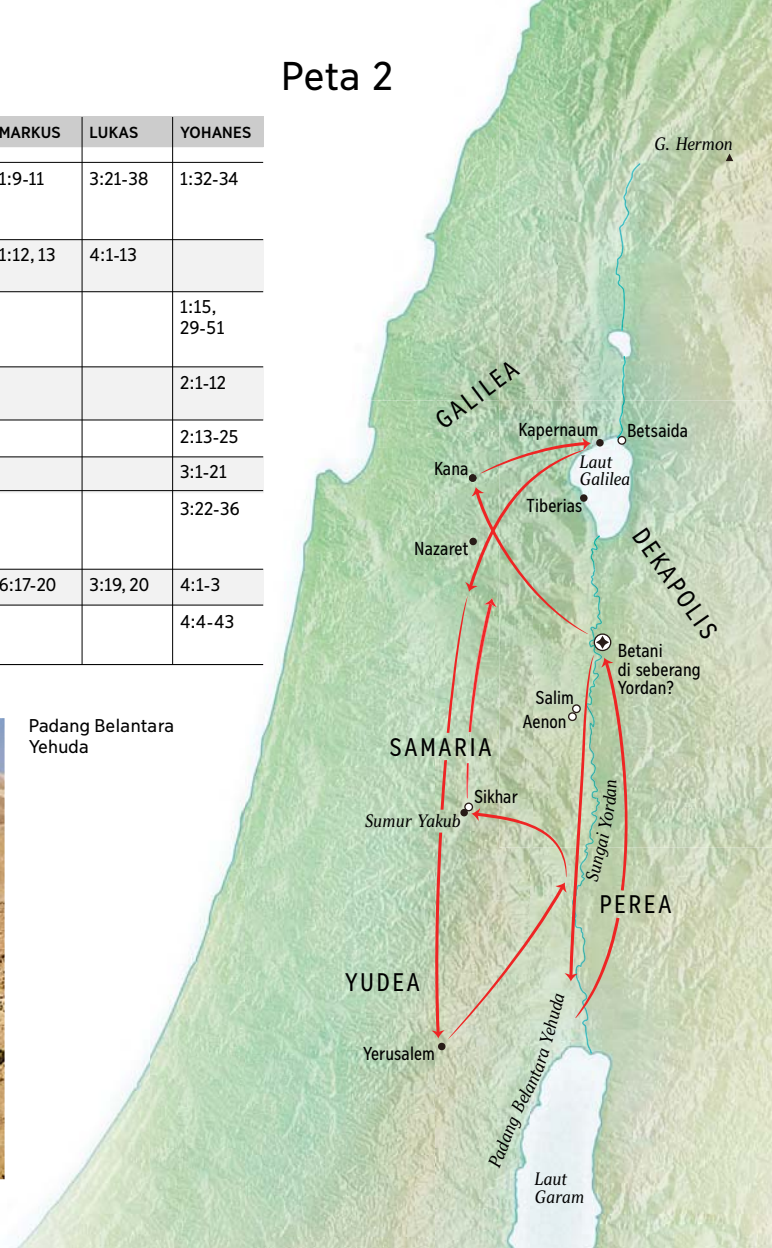 Peta 2
MARKUS LUKAS YOHANES
1:9-11 3:21-38 1:32-34
1:12, 13 4:1-13
1:15,
29-51
2:1-12
2:13-25
3:1-21
3:22-36
6:17-20 3:19, 20 4:1-3
4:4-43
Padang Belantara
Yehuda
G. Hermon
GALILEA
Kapernaum
Betsaida
Kana
Laut
Galilea
Tiberias
Nazaret
DEKAPOLIS
Betani
di seberang
Yordan?
Salim
Aenon
SAMARIA
Sikhar
Sumur Yakub
Sungai Yordan
PEREA
YUDEA
Yerusalem
Padang Belantara Yehuda
Laut
Garam